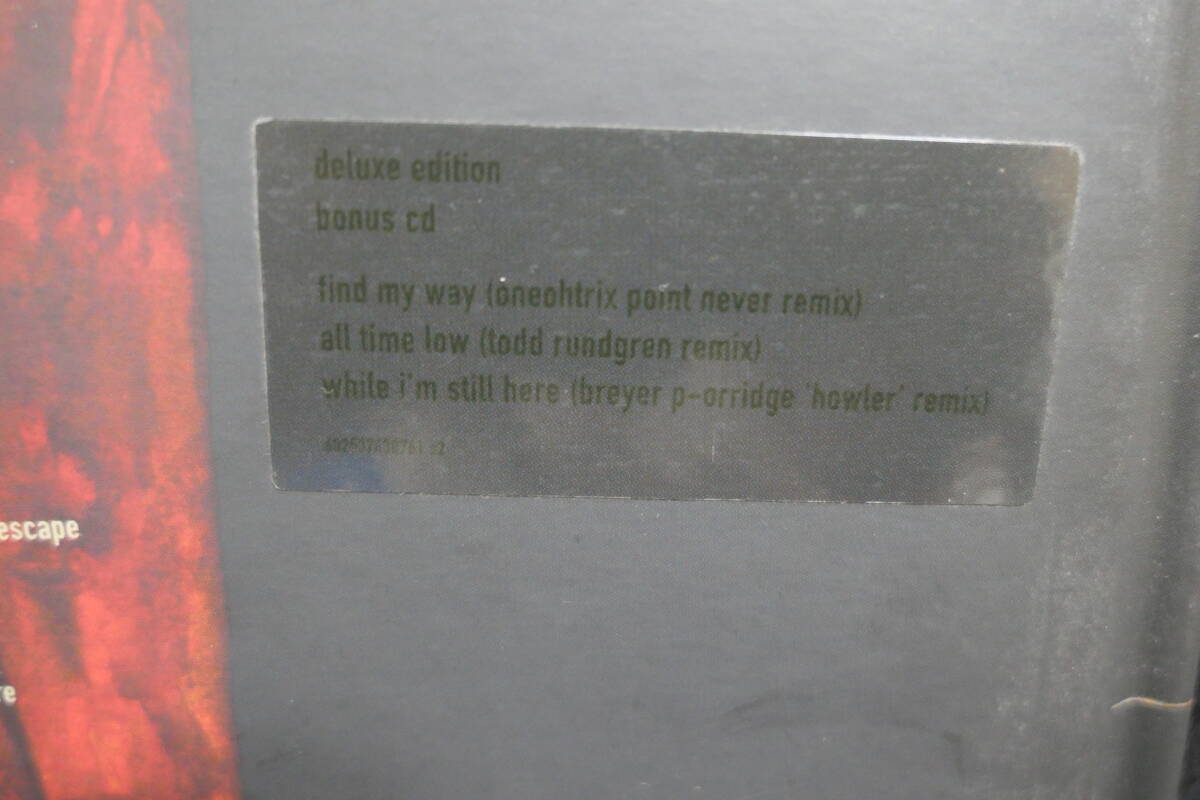 deluxe edition
bonus cd
find my way (oneohtrix point never remix)
all time low (todd rundgren remix)
while i'm still here (breyer p-orridge 'howler' remix)
escape
re